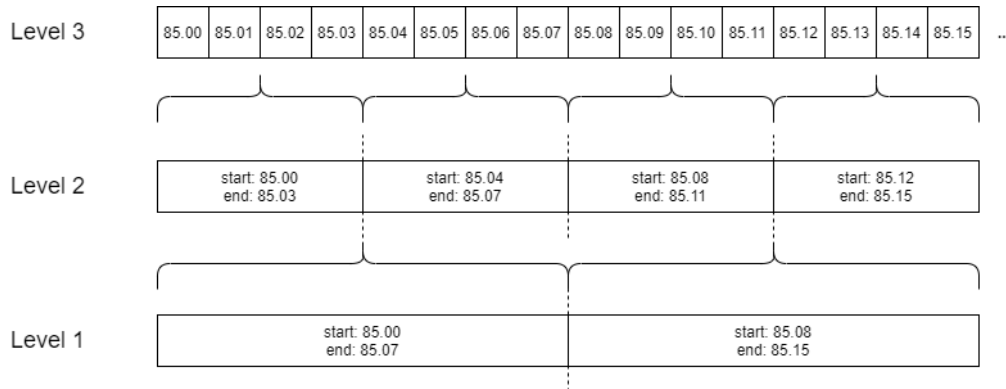 Level 3 85.00 85.01 85.02 85.03 85.04 85.05 85.06 85.07 85.08 85.09 85.10 85.11 85.12 85.13 85.14 85.15 ..
Level 2
start: 85.00
end: 85.03
start: 85.04
end: 85.07
start: 85.08
end: 85.11
start: 85.12
end: 85.15
Level 1
start: 85.00
end: 85.07
start: 85.08
end: 85.15